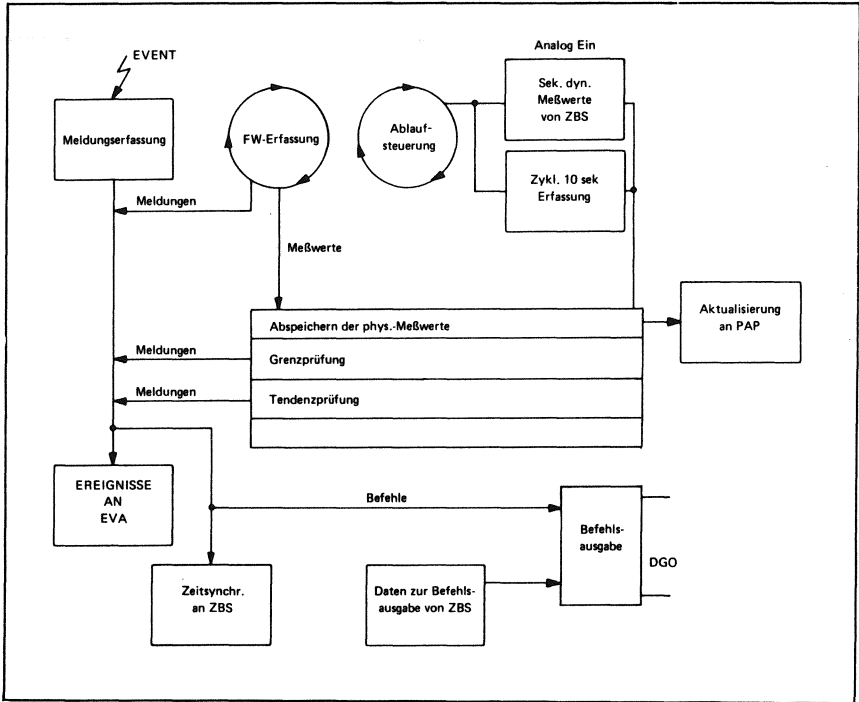 EVENT
Meldungserfassung
FW-Erfassung
Ablauf-
steuerung
Analog Ein
Sek. dyn.
Meßwerte
von ZBS
Zykl. 10 sek
Erfassung
Meldungen
Meßwerte
Abspeichern der phys.-Meßwerte
Aktualisierung
an PAP
Meldungen
Grenzprüfung
Meldungen
Tendenzprüfung
EREIGNISSE
AN
EVA
Befehle
Befehls-
ausgabe
DGO
Zeitsynchr.
an ZBS
Daten zur Befehls-
ausgabe von ZBS